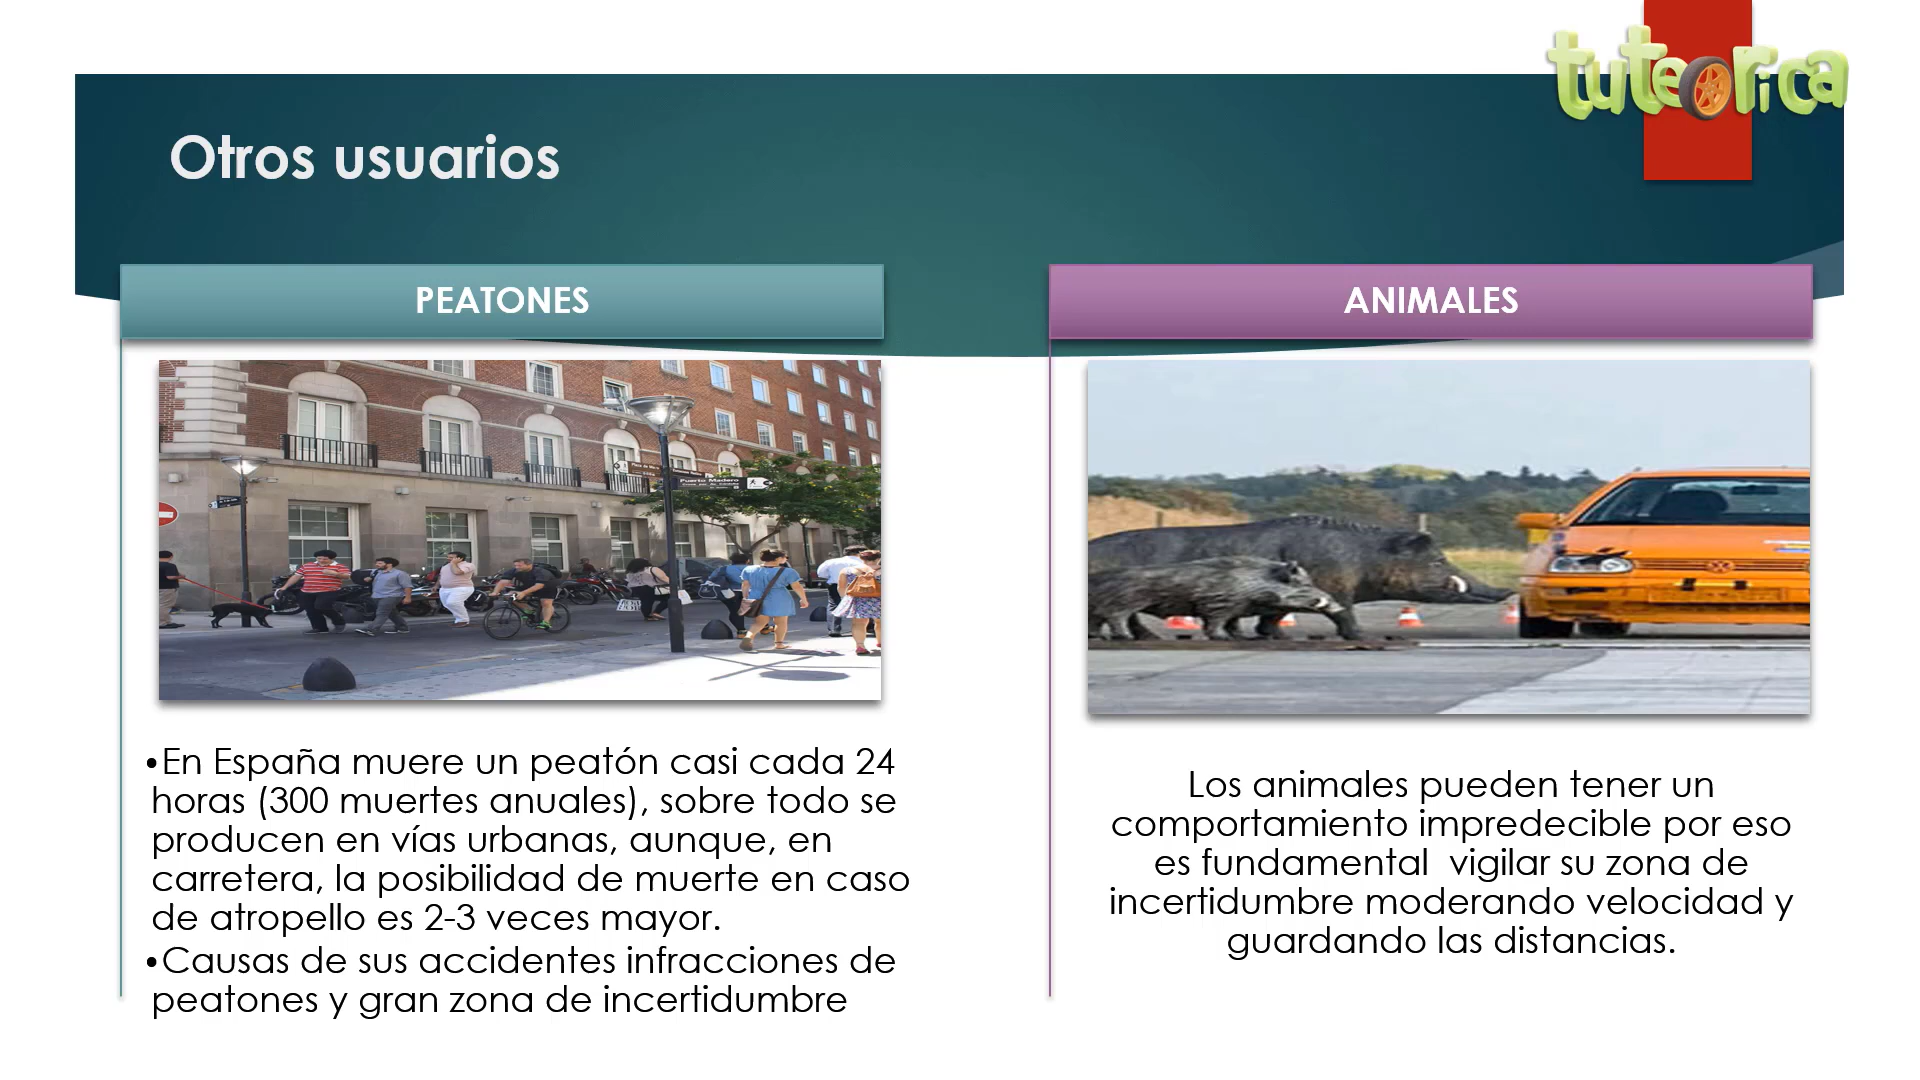 tuteorica
Otros usuarios
PEATONES
Puerto Madero
•En España muere un peatón casi cada 24
horas (300 muertes anuales), sobre todo se
producen en vías urbanas, aunque, en
carretera, la posibilidad de muerte en caso
de atropello es 2-3 veces mayor.
•Causas de sus accidentes infracciones de
peatones y gran zona de incertidumbre
ANIMALES
Los animales pueden tener un
comportamiento impredecible por eso
es fundamental  vigilar su zona de
incertidumbre moderando velocidad y
guardando las distancias.